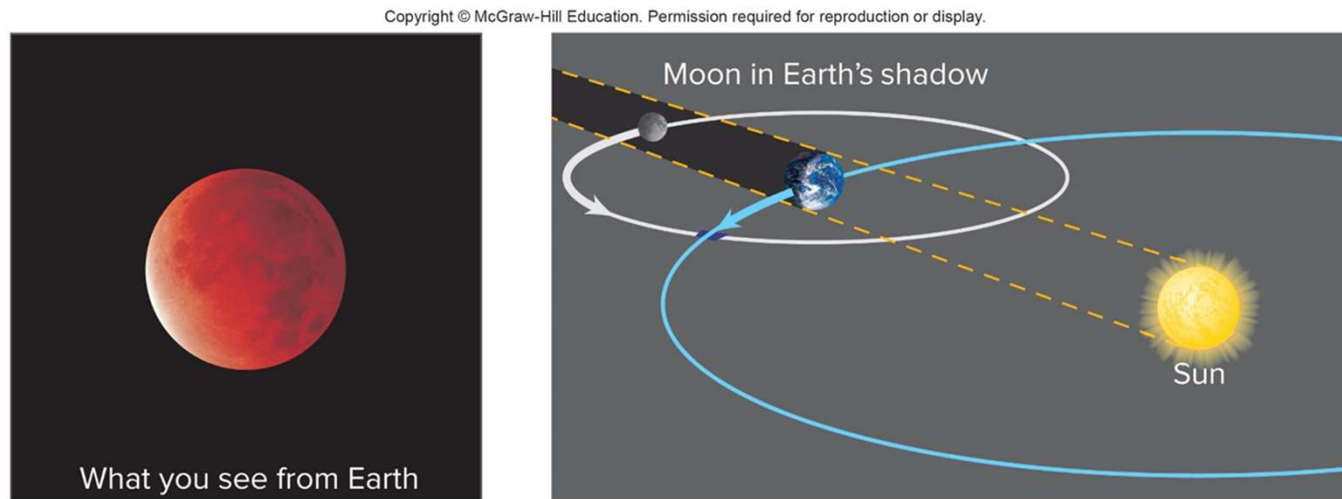 Copyright © McGraw-Hill Education. Permission required for reproduction or display.
What you see from Earth
Moon in Earth's shadow
Sun